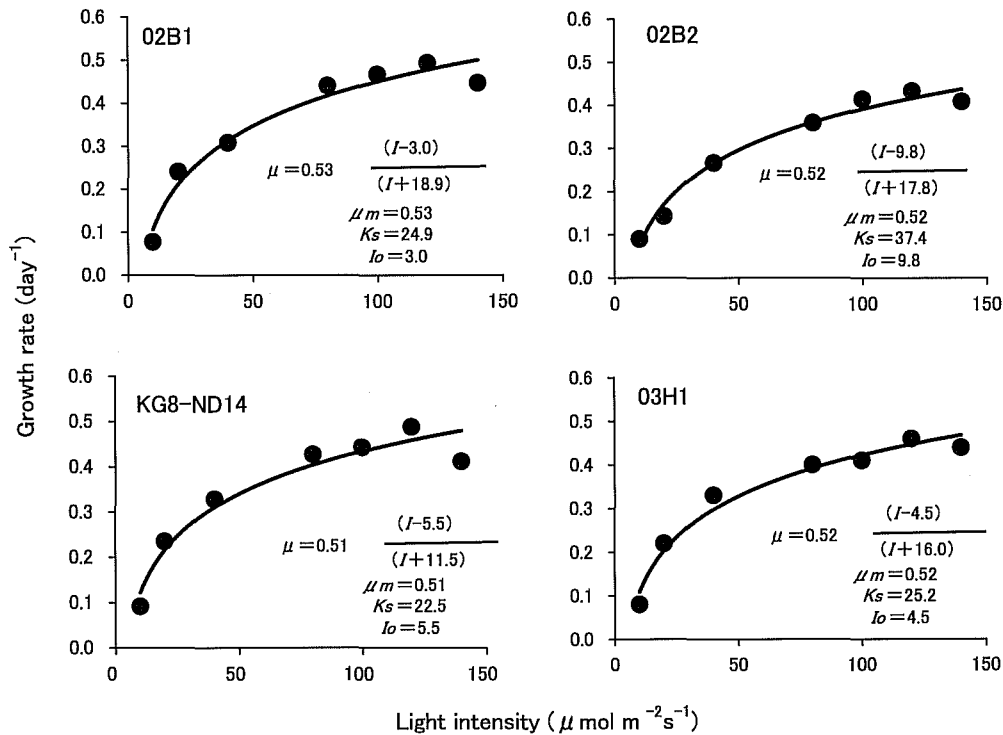 Growth rate (day⁻¹)
02B1
0.6
0.5
0.4
0.3
0.2
0.1
0.0
0
50
100
150
μ=0.53 (I-3.0)
(I+18.9)
μm=0.53
Ks=24.9
Io=3.0
02B2
0.6
0.5
0.4
0.3
0.2
0.1
0.0
0
50
100
150
μ=0.52 (I-9.8)
(I+17.8)
μm=0.52
Ks=37.4
Io=9.8
KG8-ND14
0.6
0.5
0.4
0.3
0.2
0.1
0.0
0
50
100
150
μ=0.51 (I-5.5)
(I+11.5)
μm=0.51
Ks=22.5
Io=5.5
03H1
0.6
0.5
0.4
0.3
0.2
0.1
0.0
0
50
100
150
μ=0.52 (I-4.5)
(I+16.0)
μm=0.52
Ks=25.2
Io=4.5
Light intensity (μ mol m⁻²s⁻¹)